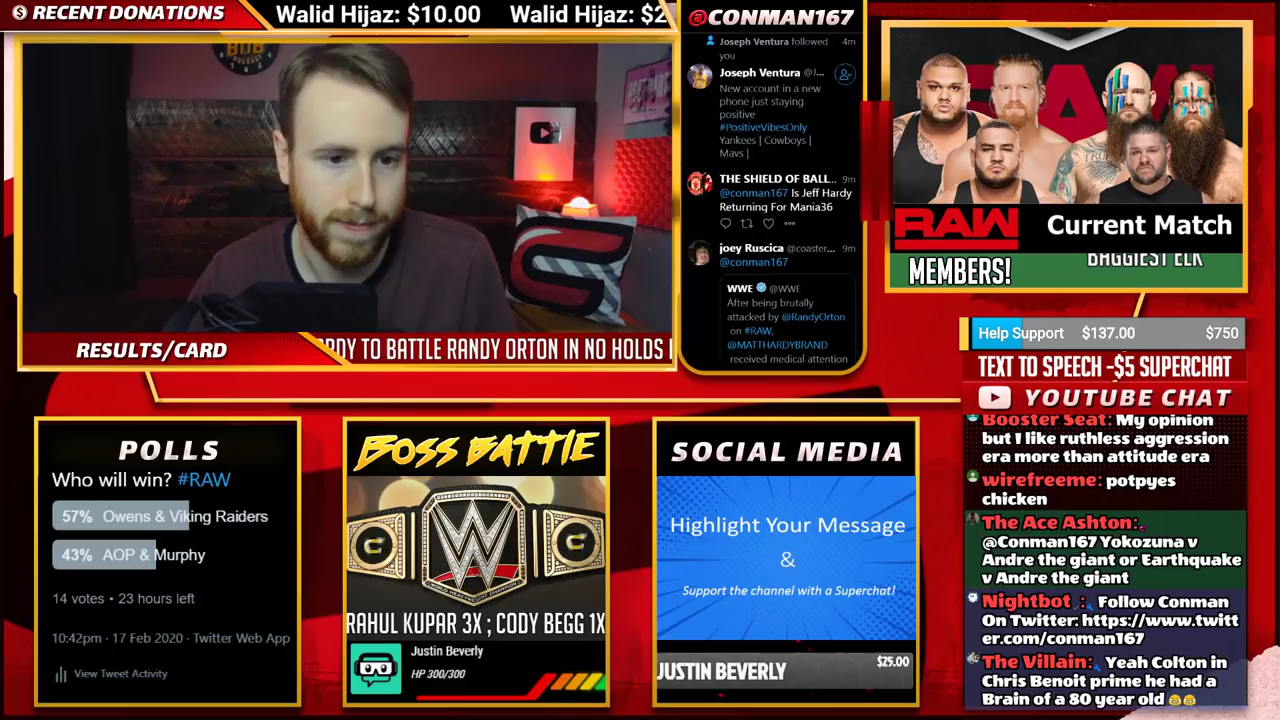 RECENT DONATIONS
Walid Hijaz: $10.00 Walid Hijaz: $2
RESULTS/CARD
TO BATTLE RANDY ORTON IN NO HOLDS
@CONMAN167
Joseph Ventura followed
you
4m
Joseph Ventura @J...
New account in a new
phone just staying
positive
#PositiveVibesOnly
Yankees | Cowboys |
Mavs |
THE SHIELD OF BALL... 9m
@conman167 Is Jeff Hardy
Returning For Mania36
joey Ruscica @coaster... 9m
@conman167
WWE @WWE
After being brutally
attacked by @RandyOrton
on #RAW,
@MATTHARDYBRAND
received medical attention
RAW
Current Match
MEMBERS!
BAGGIEST ELK
Help Support $137.00 $750
TEXT TO SPEECH -$5 SUPERCHAT
YOUTUBE CHAT
Booster Seat: My opinion
but I like ruthless aggression
era more than attitude era
wirefreeme: potpyes
chicken
The Ace Ashton:
@Conman167 Yokozuna v
Andre the giant or Earthquake
v Andre the giant
Nightbot : Follow Conman
On Twitter: https://www.twitt
er.com/conman167
The Villain: Yeah Colton in
Chris Benoit prime he had a
Brain of a 80 year old
POLLS
Who will win? #RAW
57% Owens & Viking Raiders
43% AOP & Murphy
14 votes • 23 hours left
10:42pm · 17 Feb 2020 · Twitter Web App
View Tweet Activity
BOSS BATTLE
RAHUL KUPAR 3X ; CODY BEGG 1X
Justin Beverly
HP 300/300
SOCIAL MEDIA
Highlight Your Message
&
Support the channel with a Superchat!
JUSTIN BEVERLY
$25.00